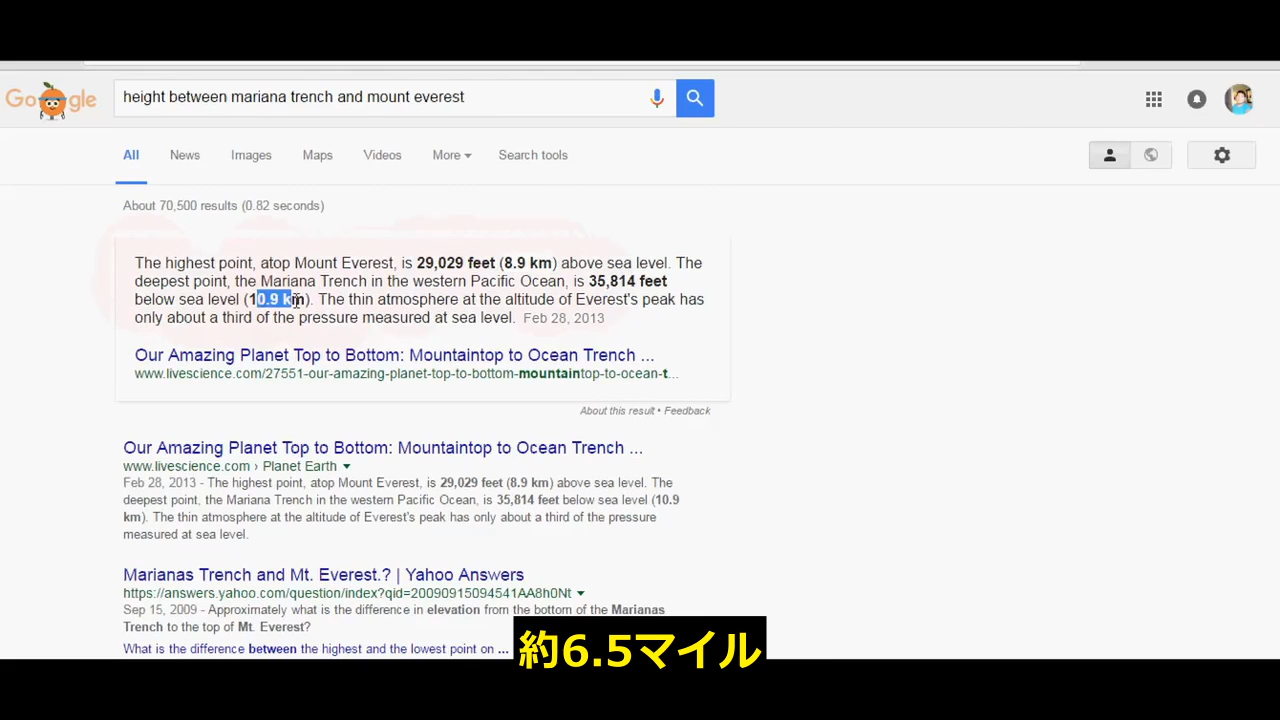 Google
height between mariana trench and mount everest
All News Images Maps Videos More Search tools
About 70,500 results (0.82 seconds)
The highest point, atop Mount Everest, is 29,029 feet (8.9 km) above sea level. The
deepest point, the Mariana Trench in the western Pacific Ocean, is 35,814 feet
below sea level (10.9 km). The thin atmosphere at the altitude of Everest's peak has
only about a third of the pressure measured at sea level. Feb 28, 2013
Our Amazing Planet Top to Bottom: Mountaintop to Ocean Trench ...
www.livescience.com/27551-our-amazing-planet-top-to-bottom-mountaintop-to-ocean-t...
About this result • Feedback
Our Amazing Planet Top to Bottom: Mountaintop to Ocean Trench ...
www.livescience.com › Planet Earth
Feb 28, 2013 - The highest point, atop Mount Everest, is 29,029 feet (8.9 km) above sea level. The
deepest point, the Mariana Trench in the western Pacific Ocean, is 35,814 feet below sea level (10.9
km). The thin atmosphere at the altitude of Everest's peak has only about a third of the pressure
measured at sea level.
Marianas Trench and Mt. Everest.? | Yahoo Answers
https://answers.yahoo.com/question/index?qid=20090915094541AA8h0Nt
Sep 15, 2009 - Approximately what is the difference in elevation from the bottom of the Marianas
Trench to the top of Mt. Everest?
What is the difference between the highest and the lowest point on ...
約6.5マイル